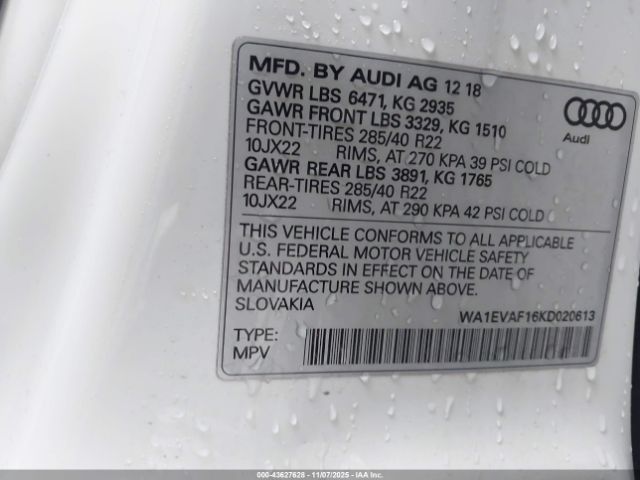 MFD. BY AUDI AG 12 18
GVWR LBS 6471, KG 2935
GAWR FRONT LBS 3329, KG 1510
FRONT-TIRES 285/40 R22
10JX22 RIMS, AT 270 KPA 39 PSI COLD
GAWR REAR LBS 3891, KG 1765
REAR-TIRES 285/40 R22
10JX22 RIMS, AT 290 KPA 42 PSI COLD
Audi
THIS VEHICLE CONFORMS TO ALL APPLICABLE
U.S. FEDERAL MOTOR VEHICLE SAFETY
STANDARDS IN EFFECT ON THE DATE OF
MANUFACTURE SHOWN ABOVE.
SLOVAKIA
WA1EVAF16KD020613
TYPE:
MPV
000-43627628 - 11/07/2025 - IAAI.COM